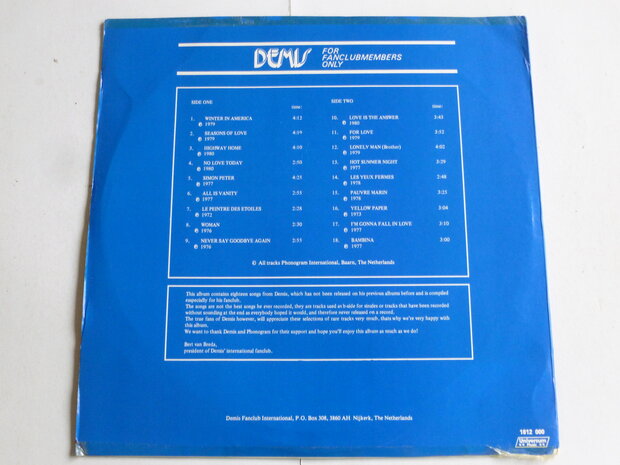 DEMIS
FOR
FANCLUBMEMBERS
ONLY
SIDE ONE time:
1. WINTER IN AMERICA 4:12
℗ 1979
2. SEASONS OF LOVE 4:19
℗ 1979
3. HIGHWAY HOME 4:10
℗ 1980
4. NO LOVE TODAY 2:50
℗ 1980
5. SIMON PETER 4:25
℗ 1977
6. ALL IS VANITY 2:55
℗ 1977
7. LE PEINTRE DES ETOILES 2:28
℗ 1972
8. WOMAN 2:30
℗ 1976
9. NEVER SAY GOODBYE AGAIN 2:55
℗ 1976
SIDE TWO time:
10. LOVE IS THE ANSWER 3:43
℗ 1980
11. FOR LOVE 3:52
℗ 1979
12. LONELY MAN (Brother) 4:02
℗ 1979
13. HOT SUMMER NIGHT 3:29
℗ 1977
14. LES YEUX FERMES 2:48
℗ 1978
15. PAUVRE MARIN 3:25
℗ 1978
16. YELLOW PAPER 3:04
℗ 1973
17. I'M GONNA FALL IN LOVE 3:10
℗ 1977
18. BAMBINA 3:00
℗ 1977
© All tracks Phonogram International, Baarn, The Netherlands
This album contains eighteen songs from Demis, which has not been released on his previous albums before and is compiled
especially for his fanclub.
The songs are not the best songs he ever recorded, they are tracks used as b-side for singles or tracks that have been recorded
without sounding at the end as everybody hoped it would, and therefore never released on a record.
The true fans of Demis however, will appreciate these selections of rare tracks very much, thats why we're very happy with
this album.
We want to thank Demis and Phonogram for their support and hope you'll enjoy this album as much as we do!
Bert van Breda,
president of Demis' international fanclub.
Demis Fanclub International, P.O. Box 308, 3860 AH Nijkerk, The Netherlands
1812 000
Universum
Music